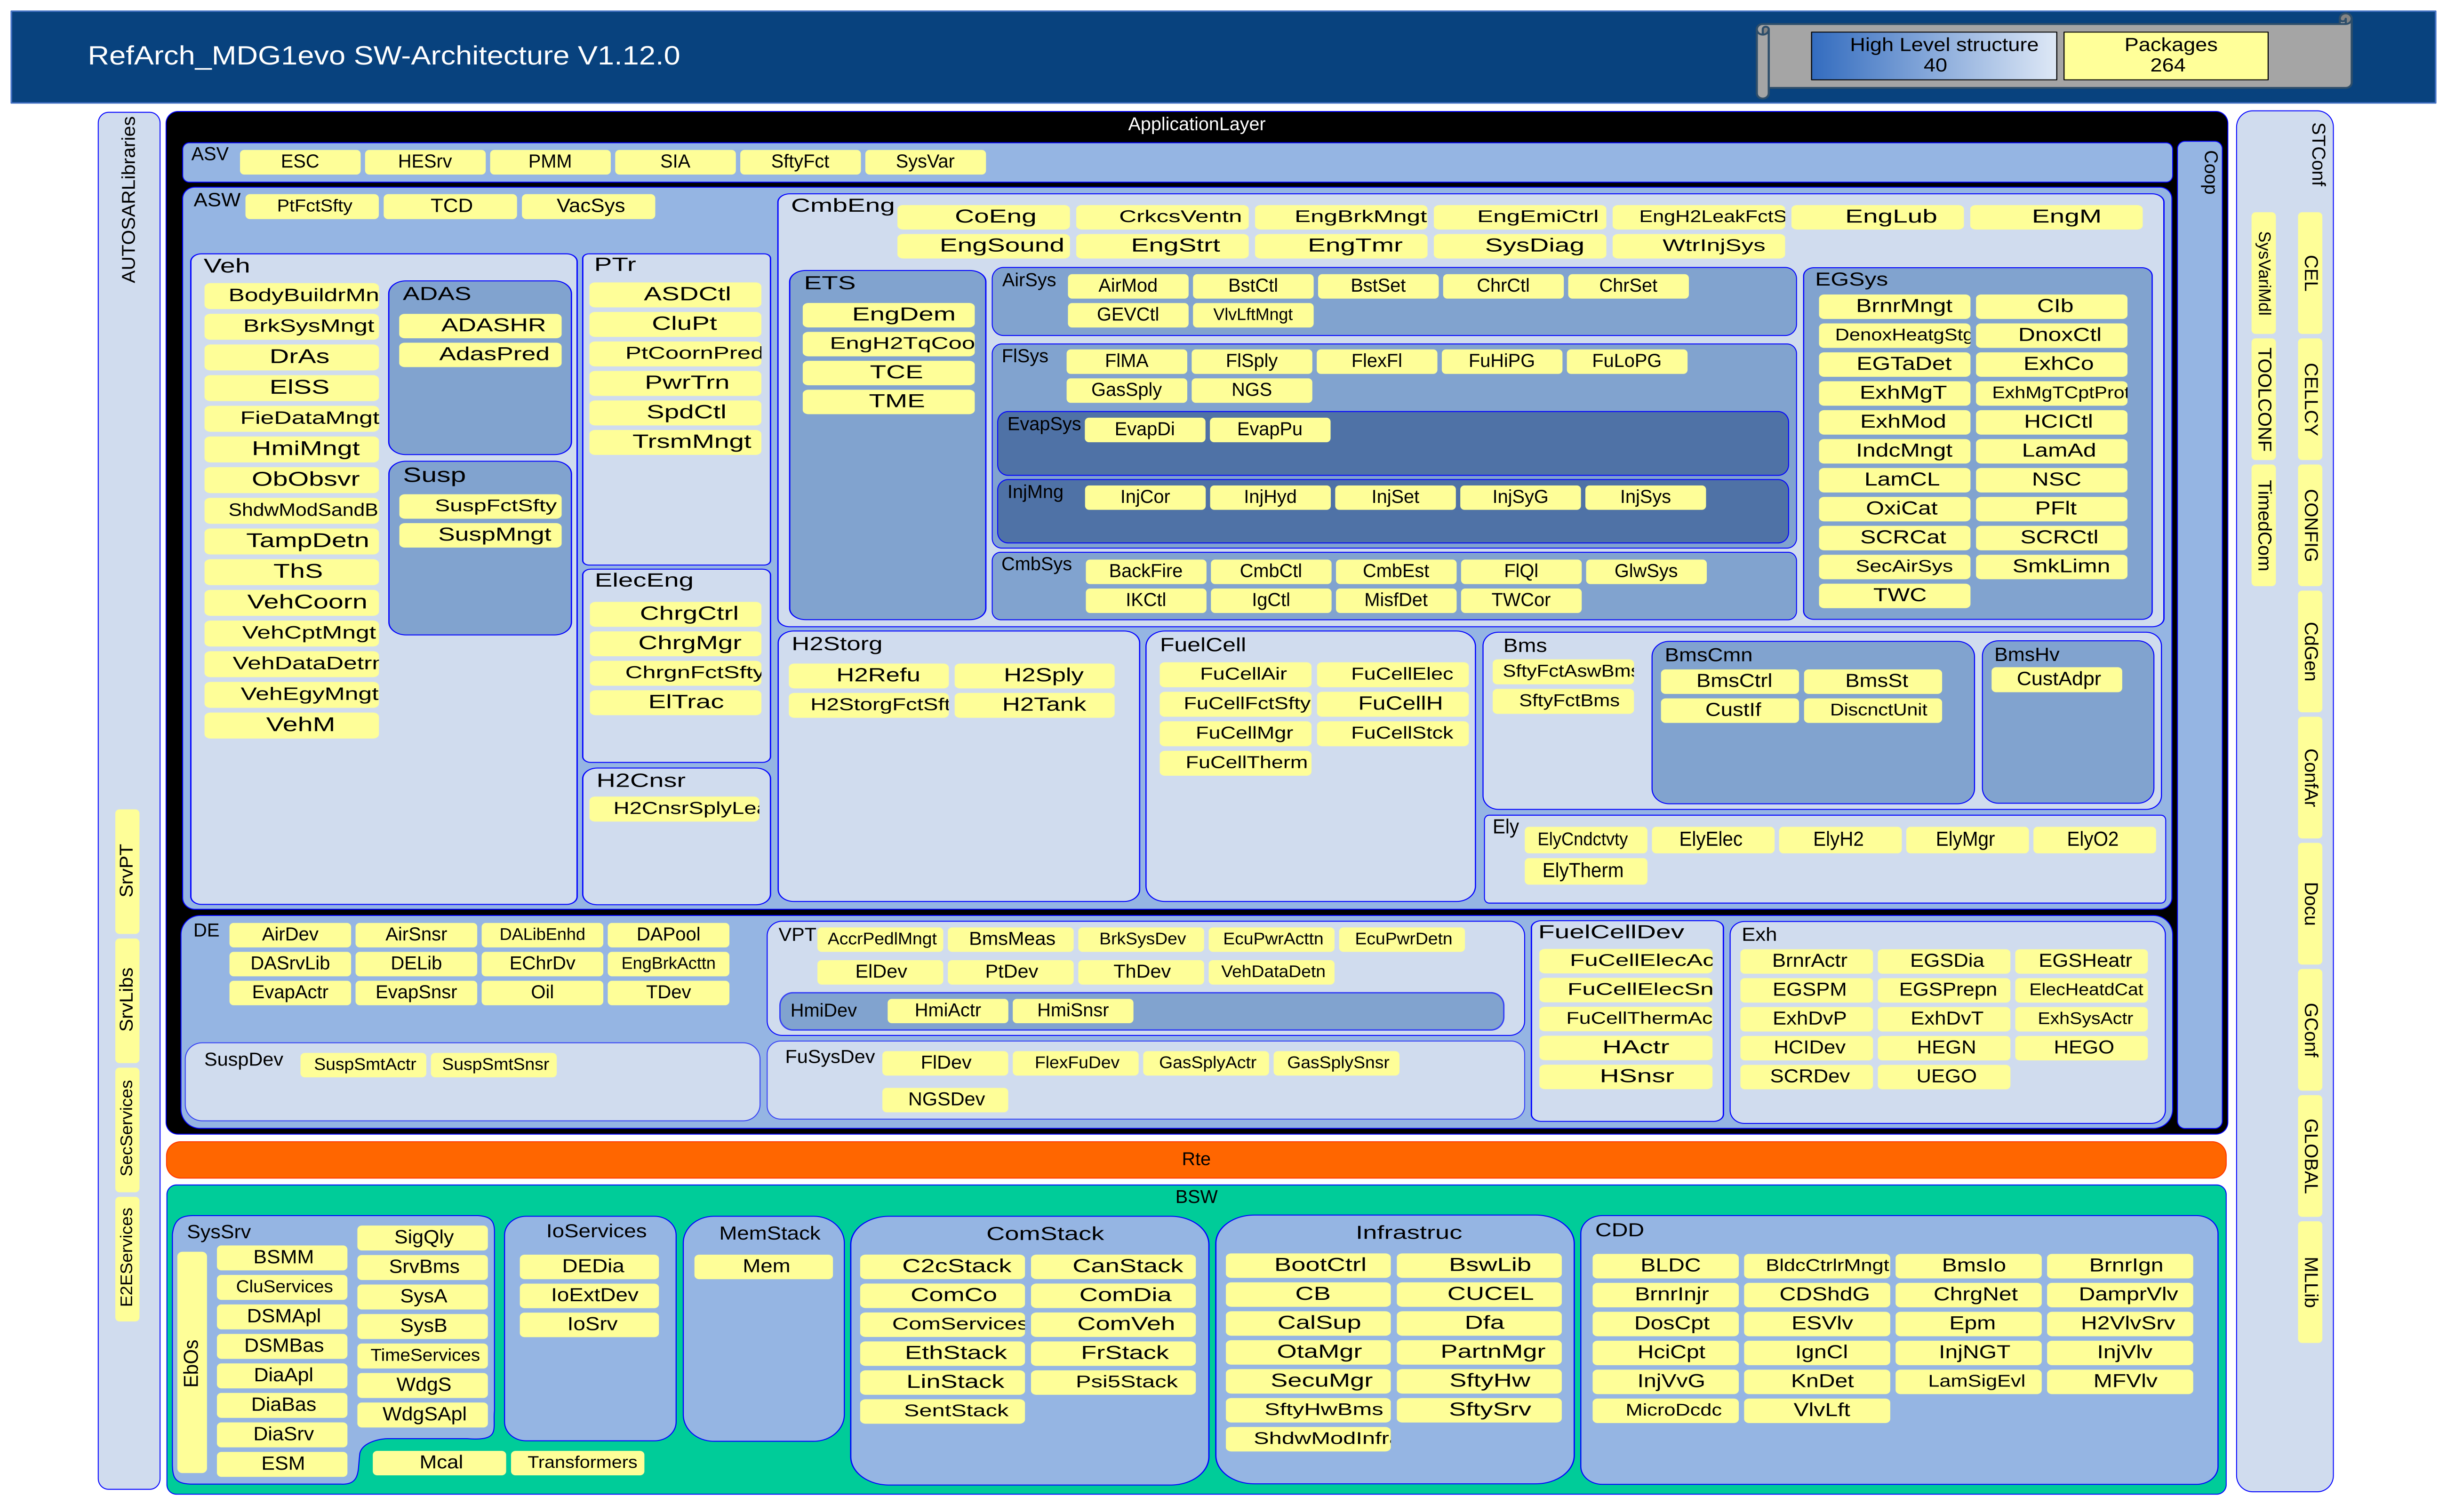 RefArch_MDG1evo SW-Architecture V1.12.0
High Level structure
40
Packages
264
AUTOSARLibraries
SrvPT
SrvLibs
SecServices
E2EServices
ApplicationLayer
ASV
ESC
HESrv
PMM
SIA
SftyFct
SysVar
Coop
ASW
PtFctSfty
TCD
VacSys
Veh
BodyBuildrMn
BrkSysMngt
DrAs
ElSS
FieDataMngt
HmiMngt
ObObsvr
ShdwModSandB
TampDetn
ThS
VehCoorn
VehCptMngt
VehDataDetrr
VehEgyMngt
VehM
ADAS
ADASHR
AdasPred
Susp
SuspFctSfty
SuspMngt
PTr
ASDCtl
CluPt
PtCoornPred
PwrTrn
SpdCtl
TrsmMngt
ElecEng
ChrgCtrl
ChrgMgr
ChrgnFctSfty
ElTrac
H2Cnsr
H2CnsrSplyLea
CmbEng
CoEng
CrkcsVentn
EngBrkMngt
EngEmiCtrl
EngH2LeakFctS
EngLub
EngM
EngSound
EngStrt
EngTmr
SysDiag
WtrInjSys
ETS
EngDem
EngH2TqCoo
TCE
TME
AirSys
AirMod
BstCtl
BstSet
ChrCtl
ChrSet
GEVCtl
VlvLftMngt
FlSys
FlMA
FlSply
FlexFl
FuHiPG
FuLoPG
GasSply
NGS
EvapSys
EvapDi
EvapPu
InjMng
InjCor
InjHyd
InjSet
InjSyG
InjSys
CmbSys
BackFire
CmbCtl
CmbEst
FlQl
GlwSys
IKCtl
IgCtl
MisfDet
TWCor
EGSys
BrnrMngt
CIb
DenoxHeatgStg
DnoxCtl
EGTaDet
ExhCo
ExhMgT
ExhMgTCptProt
ExhMod
HCICtl
IndcMngt
LamAd
LamCL
NSC
OxiCat
PFlt
SCRCat
SCRCtl
SecAirSys
SmkLimn
TWC
H2Storg
H2Refu
H2Sply
H2StorgFctSft
H2Tank
FuelCell
FuCellAir
FuCellElec
FuCellFctSfty
FuCellH
FuCellMgr
FuCellStck
FuCellTherm
Bms
SftyFctAswBms
SftyFctBms
BmsCmn
BmsCtrl
BmsSt
CustIf
DiscnctUnit
BmsHv
CustAdpr
Ely
ElyCndctvty
ElyElec
ElyH2
ElyMgr
ElyO2
ElyTherm
DE
AirDev
AirSnsr
DALibEnhd
DAPool
DASrvLib
DELib
EChrDv
EngBrkActtn
EvapActr
EvapSnsr
Oil
TDev
SuspDev
SuspSmtActr
SuspSmtSnsr
VPT
AccrPedlMngt
BmsMeas
BrkSysDev
EcuPwrActtn
EcuPwrDetn
ElDev
PtDev
ThDev
VehDataDetn
HmiDev
HmiActr
HmiSnsr
FuSysDev
FlDev
FlexFuDev
GasSplyActr
GasSplySnsr
NGSDev
FuelCellDev
FuCellElecAc
FuCellElecSn
FuCellThermAc
HActr
HSnsr
Exh
BrnrActr
EGSDia
EGSHeatr
EGSPM
EGSPrepn
ElecHeatdCat
ExhDvP
ExhDvT
ExhSysActr
HCIDev
HEGN
HEGO
SCRDev
UEGO
Rte
BSW
SysSrv
EbOs
BSMM
CluServices
DSMApl
DSMBas
DiaApl
DiaBas
DiaSrv
ESM
SigQly
SrvBms
SysA
SysB
TimeServices
WdgS
WdgSApl
Mcal
Transformers
IoServices
DEDia
IoExtDev
IoSrv
MemStack
Mem
ComStack
C2cStack
CanStack
ComCo
ComDia
ComServices
ComVeh
EthStack
FrStack
LinStack
Psi5Stack
SentStack
Infrastruc
BootCtrl
BswLib
CB
CUCEL
CalSup
Dfa
OtaMgr
PartnMgr
SecuMgr
SftyHw
SftyHwBms
SftySrv
ShdwModInfra
CDD
BLDC
BldcCtrlrMngt
BmsIo
BrnrIgn
BrnrInjr
CDShdG
ChrgNet
DamprVlv
DosCpt
ESVlv
Epm
H2VlvSrv
HciCpt
IgnCl
InjNGT
InjVlv
InjVvG
KnDet
LamSigEvl
MFVlv
MicroDcdc
VlvLft
STConf
SysVariMdl
TOOLCONF
TimedCom
CEL
CELLCY
CONFIG
CdGen
ConfAr
Docu
GConf
GLOBAL
MLLib